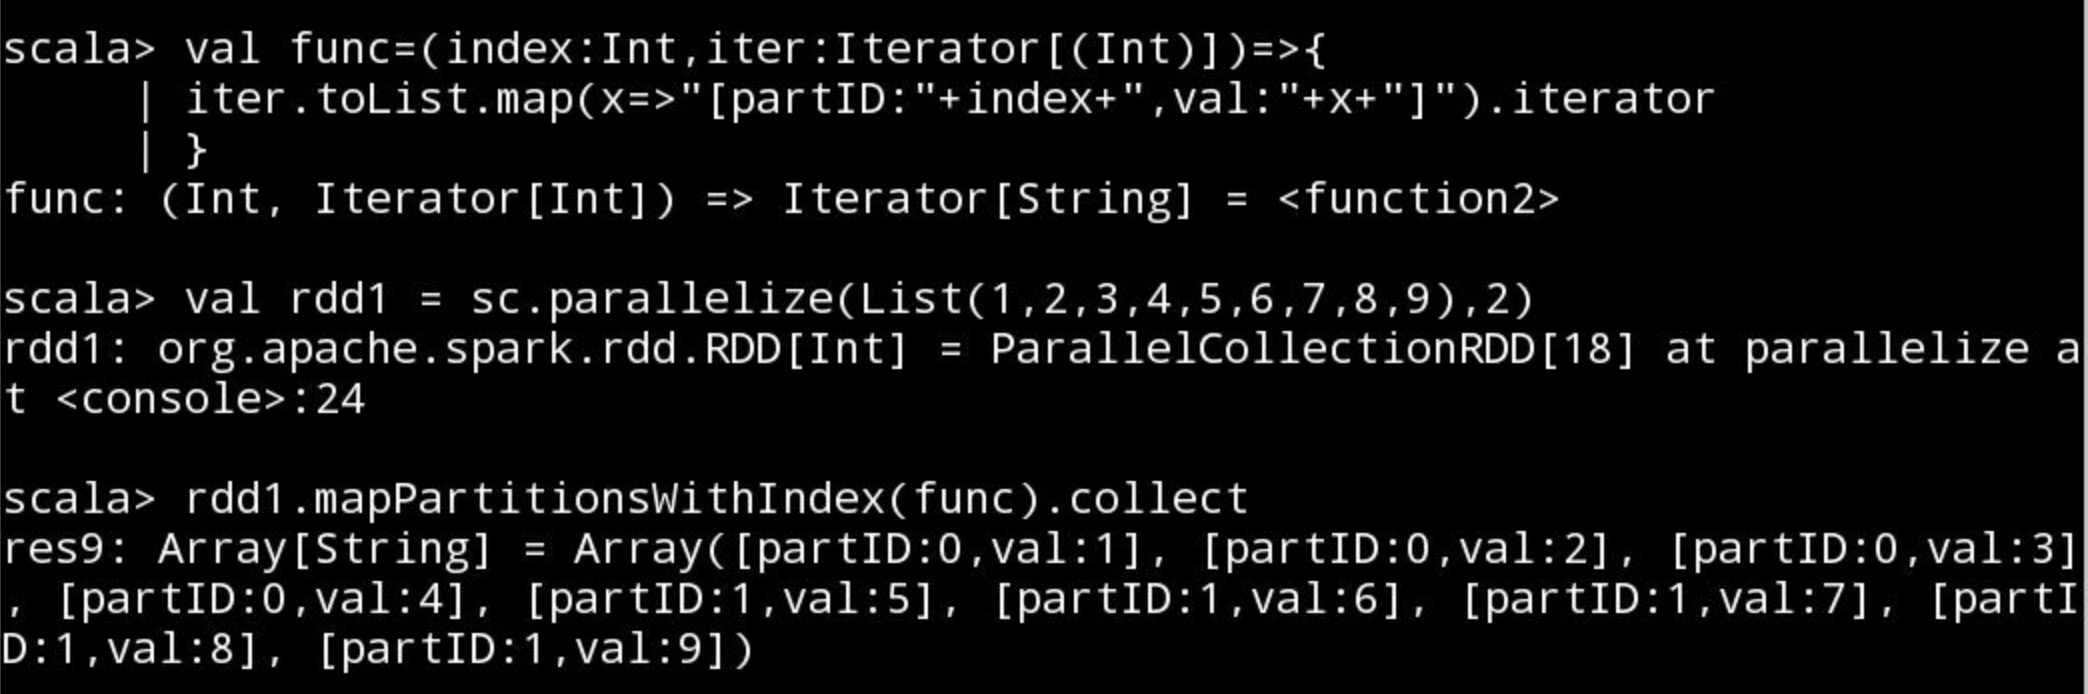 scala> val func=(index:Int,iter:Iterator[(Int)])=>{
     | iter.toList.map(x=>"[partID:"+index+",val:"+x+"]").iterator
     | }
func: (Int, Iterator[Int]) => Iterator[String] = <function2>
scala> val rdd1 = sc.parallelize(List(1,2,3,4,5,6,7,8,9),2)
rdd1: org.apache.spark.rdd.RDD[Int] = ParallelCollectionRDD[18] at parallelize a
t <console>:24
scala> rdd1.mapPartitionsWithIndex(func).collect
res9: Array[String] = Array([partID:0,val:1], [partID:0,val:2], [partID:0,val:3]
, [partID:0,val:4], [partID:1,val:5], [partID:1,val:6], [partID:1,val:7], [partI
D:1,val:8], [partID:1,val:9])